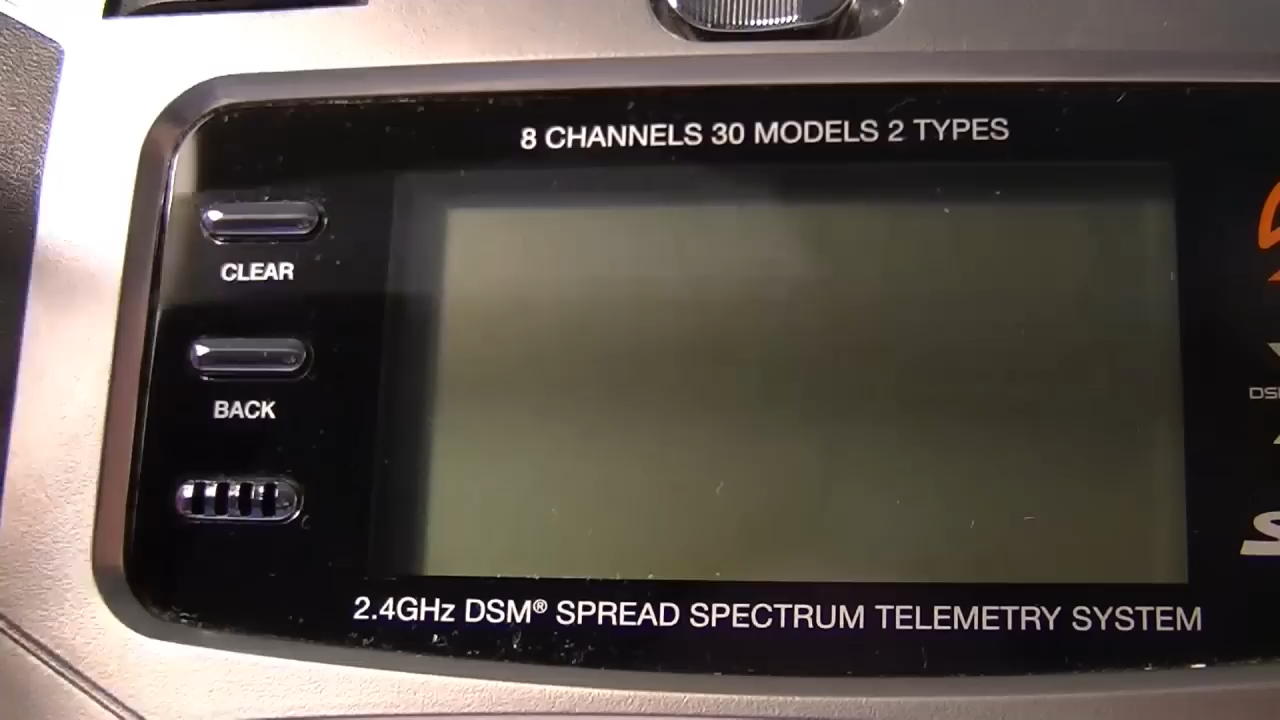 8 CHANNELS 30 MODELS 2 TYPES
CLEAR
BACK
2.4GHz DSM® SPREAD SPECTRUM TELEMETRY SYSTEM